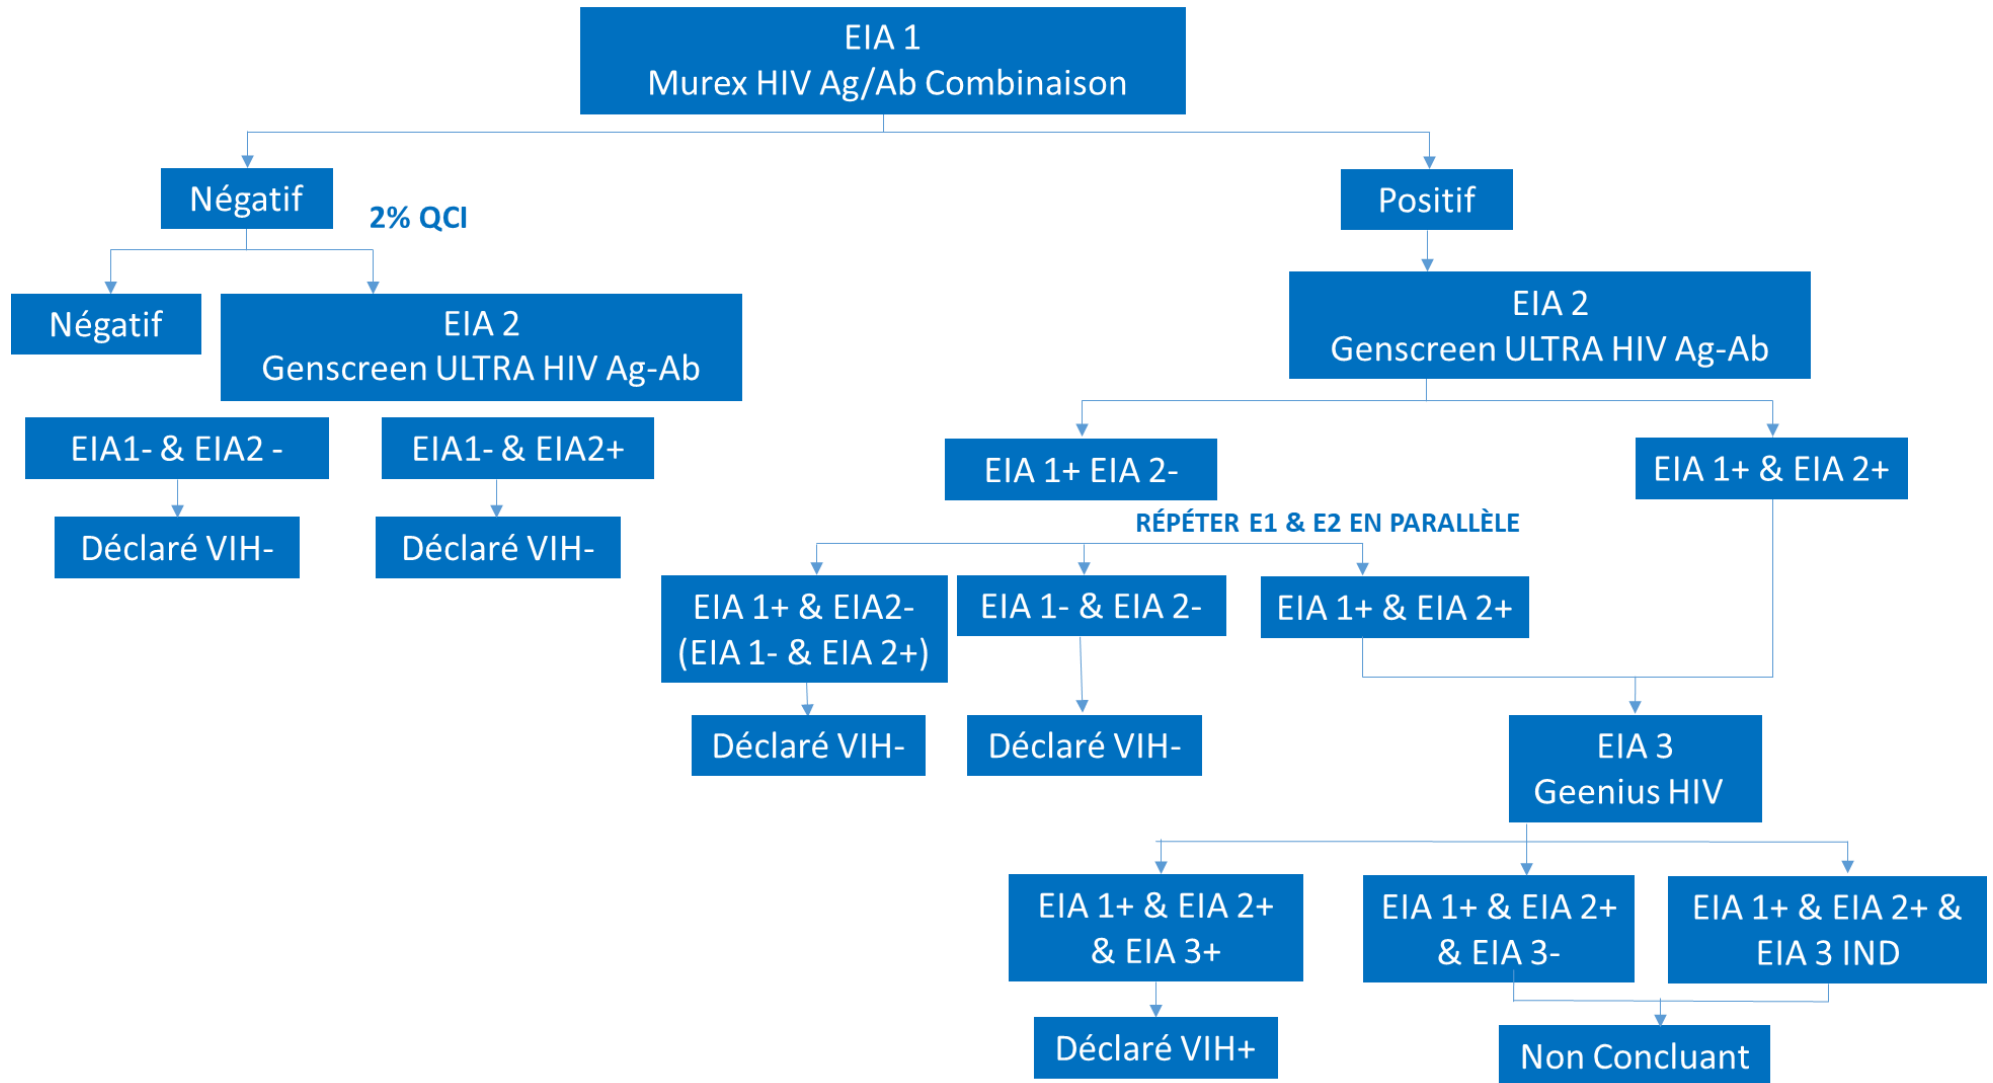 EIA 1
Murex HIV Ag/Ab Combinaison
Négatif
2% QCI
Positif
Négatif
EIA 2
Genscreen ULTRA HIV Ag-Ab
EIA 2
Genscreen ULTRA HIV Ag-Ab
EIA1- & EIA2 -
EIA1- & EIA2+
EIA 1+ EIA 2-
EIA 1+ & EIA 2+
Déclaré VIH-
Déclaré VIH-
RÉPÉTER E1 & E2 EN PARALLÈLE
EIA 1+ & EIA2-
(EIA 1- & EIA 2+)
EIA 1- & EIA 2-
EIA 1+ & EIA 2+
Déclaré VIH-
Déclaré VIH-
EIA 3
Geenius HIV
EIA 1+ & EIA 2+
& EIA 3+
EIA 1+ & EIA 2+
& EIA 3-
EIA 1+ & EIA 2+ &
EIA 3 IND
Déclaré VIH+
Non Concluant